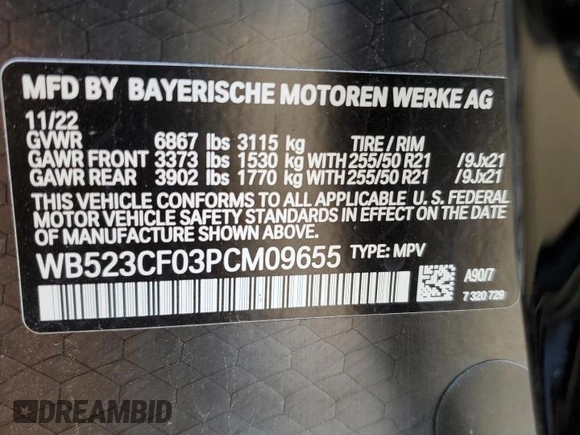 MFD BY BAYERISCHE MOTOREN WERKE AG
11/22
GVWR 6867 lbs 3115 kg TIRE / RIM
GAWR FRONT 3373 lbs 1530 kg WITH 255/50 R21 /9Jx21
GAWR REAR 3902 lbs 1770 kg WITH 255/50 R21 /9Jx21
THIS VEHICLE CONFORMS TO ALL APPLICABLE U. S. FEDERAL
MOTOR VEHICLE SAFETY STANDARDS IN EFFECT ON THE DATE
OF MANUFACTURE SHOWN ABOVE.
WB523CF03PCM09655 TYPE: MPV
A90/7
7 320 729
DREAMBID